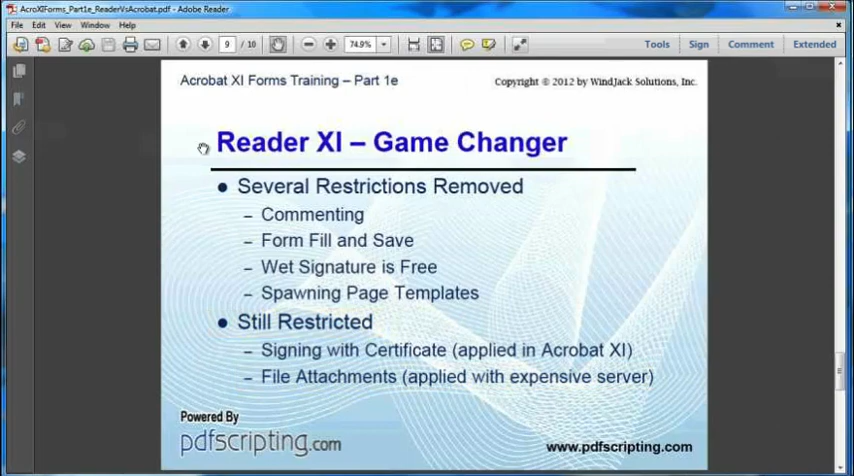 AcroXIForms_Part1e_ReaderVsAcrobat.pdf - Adobe Reader
File Edit View Window Help
9 / 10 74.9% Tools Sign Comment Extended
Acrobat XI Forms Training – Part 1e
Copyright © 2012 by WindJack Solutions, Inc.
Reader XI – Game Changer
● Several Restrictions Removed
– Commenting
– Form Fill and Save
– Wet Signature is Free
– Spawning Page Templates
● Still Restricted
– Signing with Certificate (applied in Acrobat XI)
– File Attachments (applied with expensive server)
Powered By
pdfscripting.com
www.pdfscripting.com